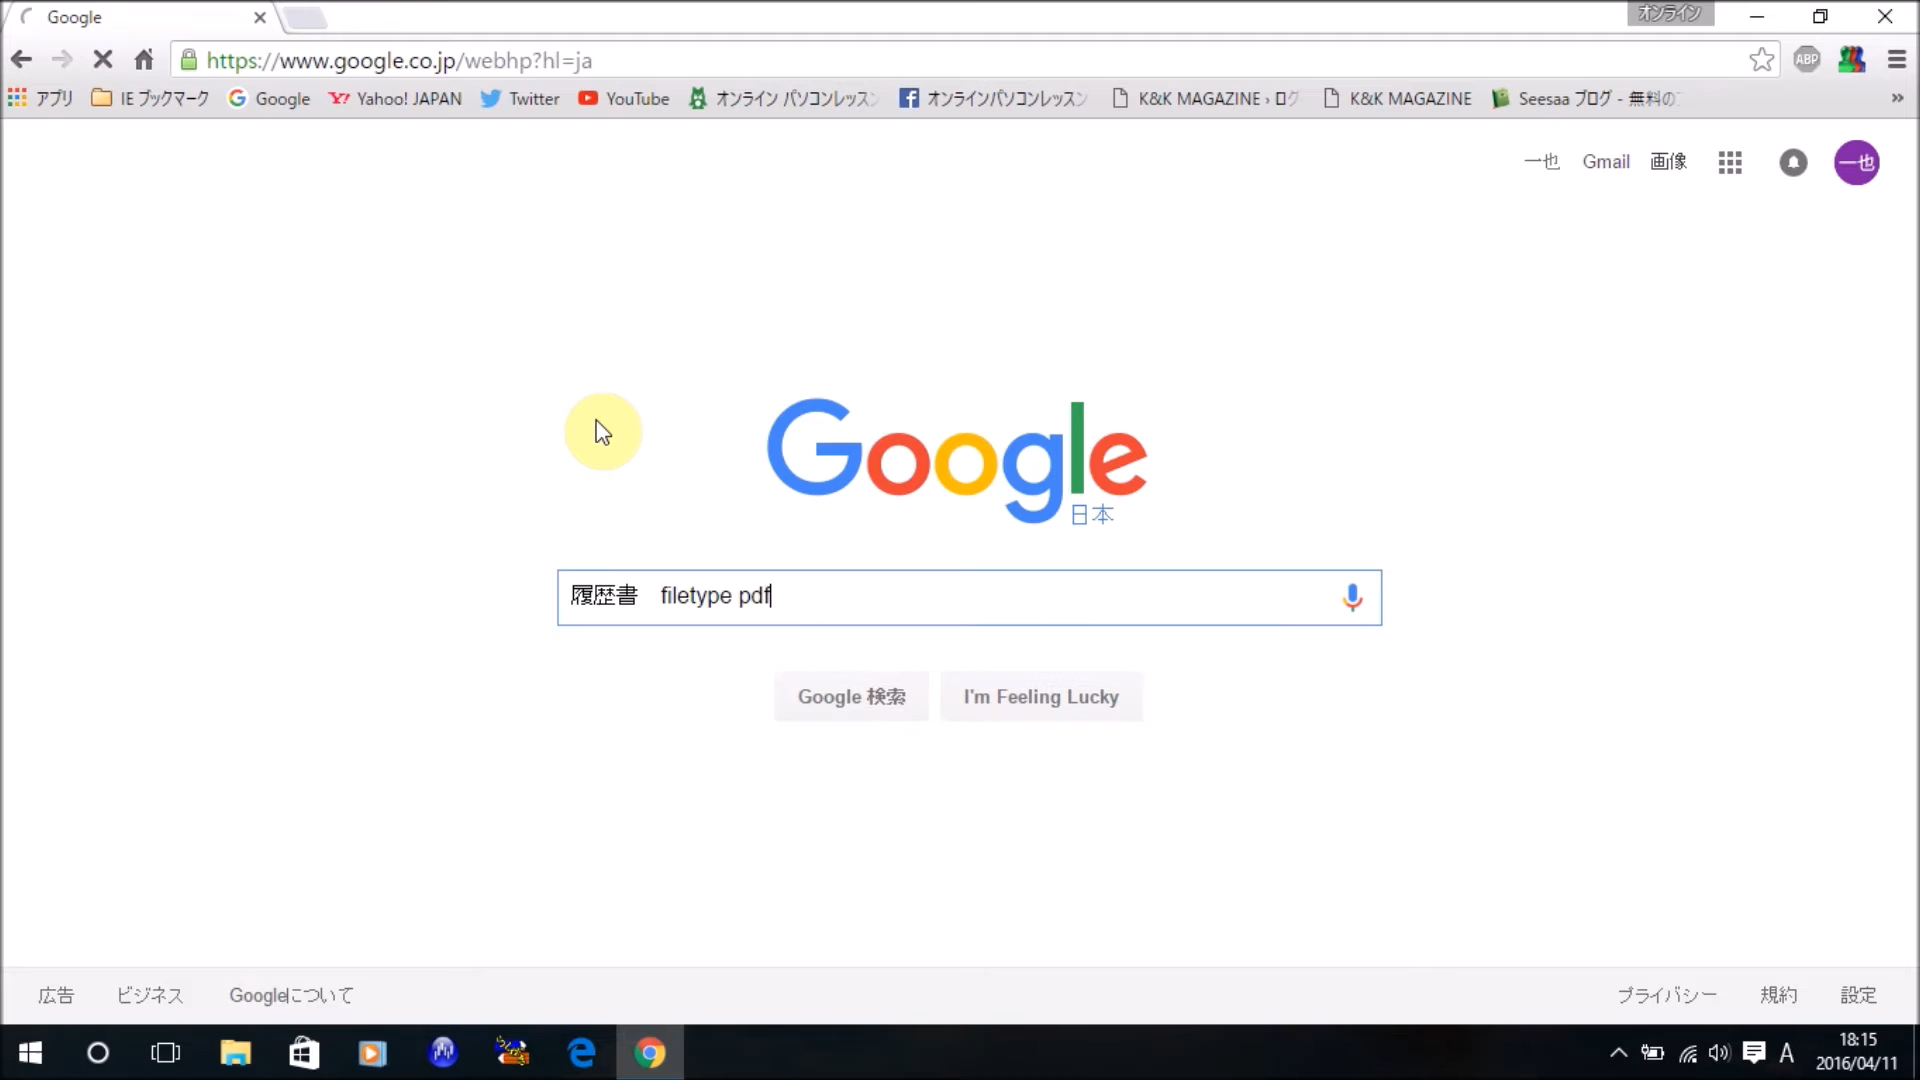 Google
オンライン
https://www.google.co.jp/webhp?hl=ja
ABP
アプリ IE ブックマーク Google Yahoo! JAPAN Twitter YouTube オンライン パソコンレッスン オンラインパソコンレッスン K&K MAGAZINE › ログ K&K MAGAZINE Seesaa ブログ - 無料の »
一也 Gmail 画像 一也
Google
日本
履歴書 filetype pdf
Google 検索 I'm Feeling Lucky
広告 ビジネス Googleについて プライバシー 規約 設定
A 18:15
2016/04/11